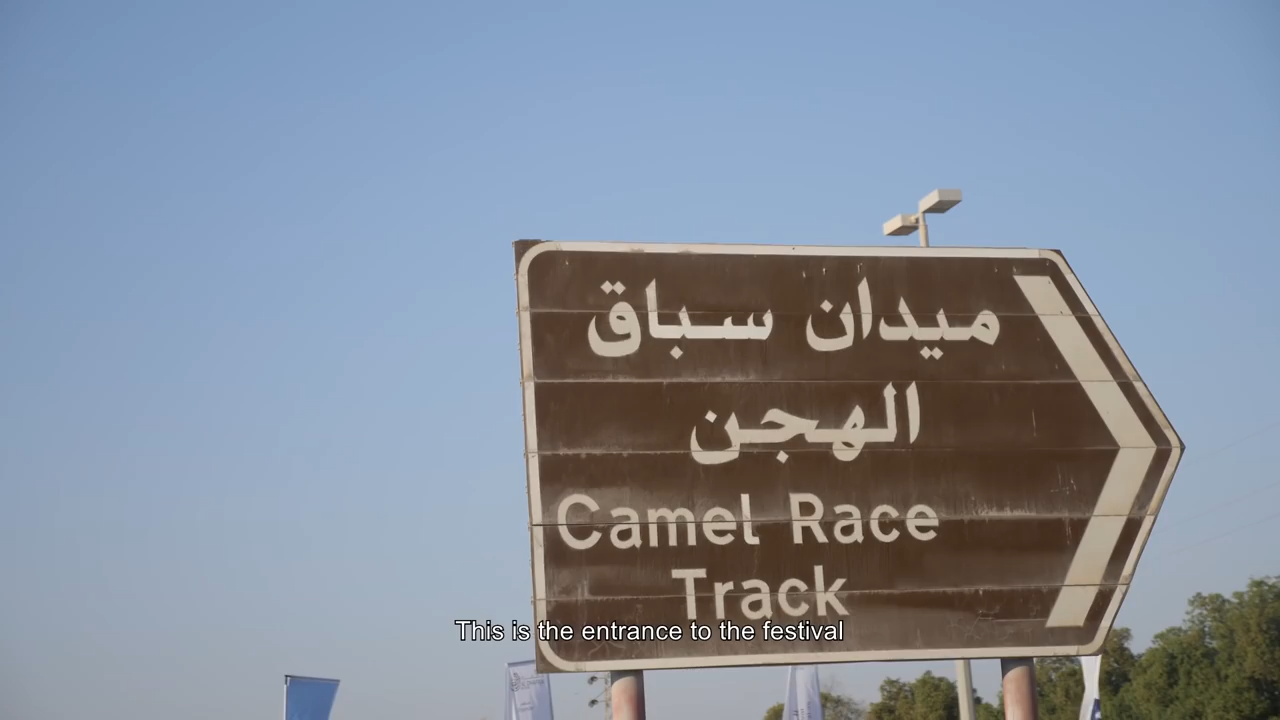 ميدان سباق
الهجن
Camel Race
Track
This is the entrance to the festival